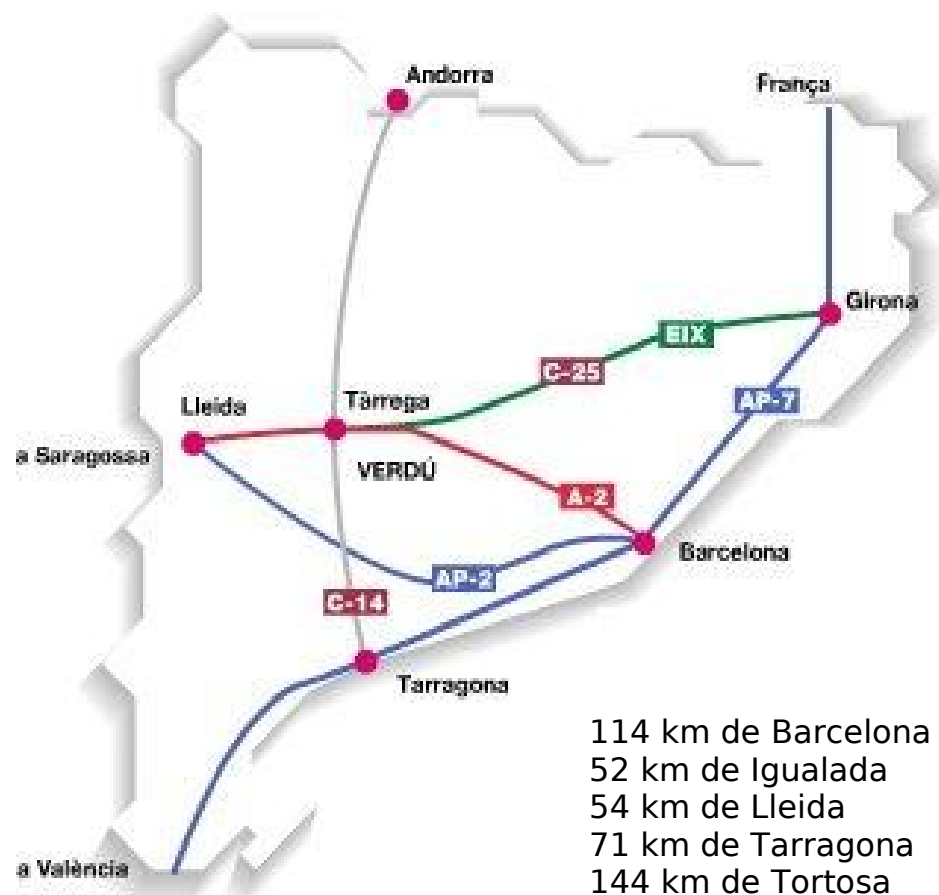 Andorra
França
Girona
EIX
C-25
AP-7
Lleida
Tàrrega
a Saragossa
VERDÚ
A-2
Barcelona
AP-2
C-14
Tarragona
114 km de Barcelona
52 km de Igualada
54 km de Lleida
71 km de Tarragona
144 km de Tortosa
a València